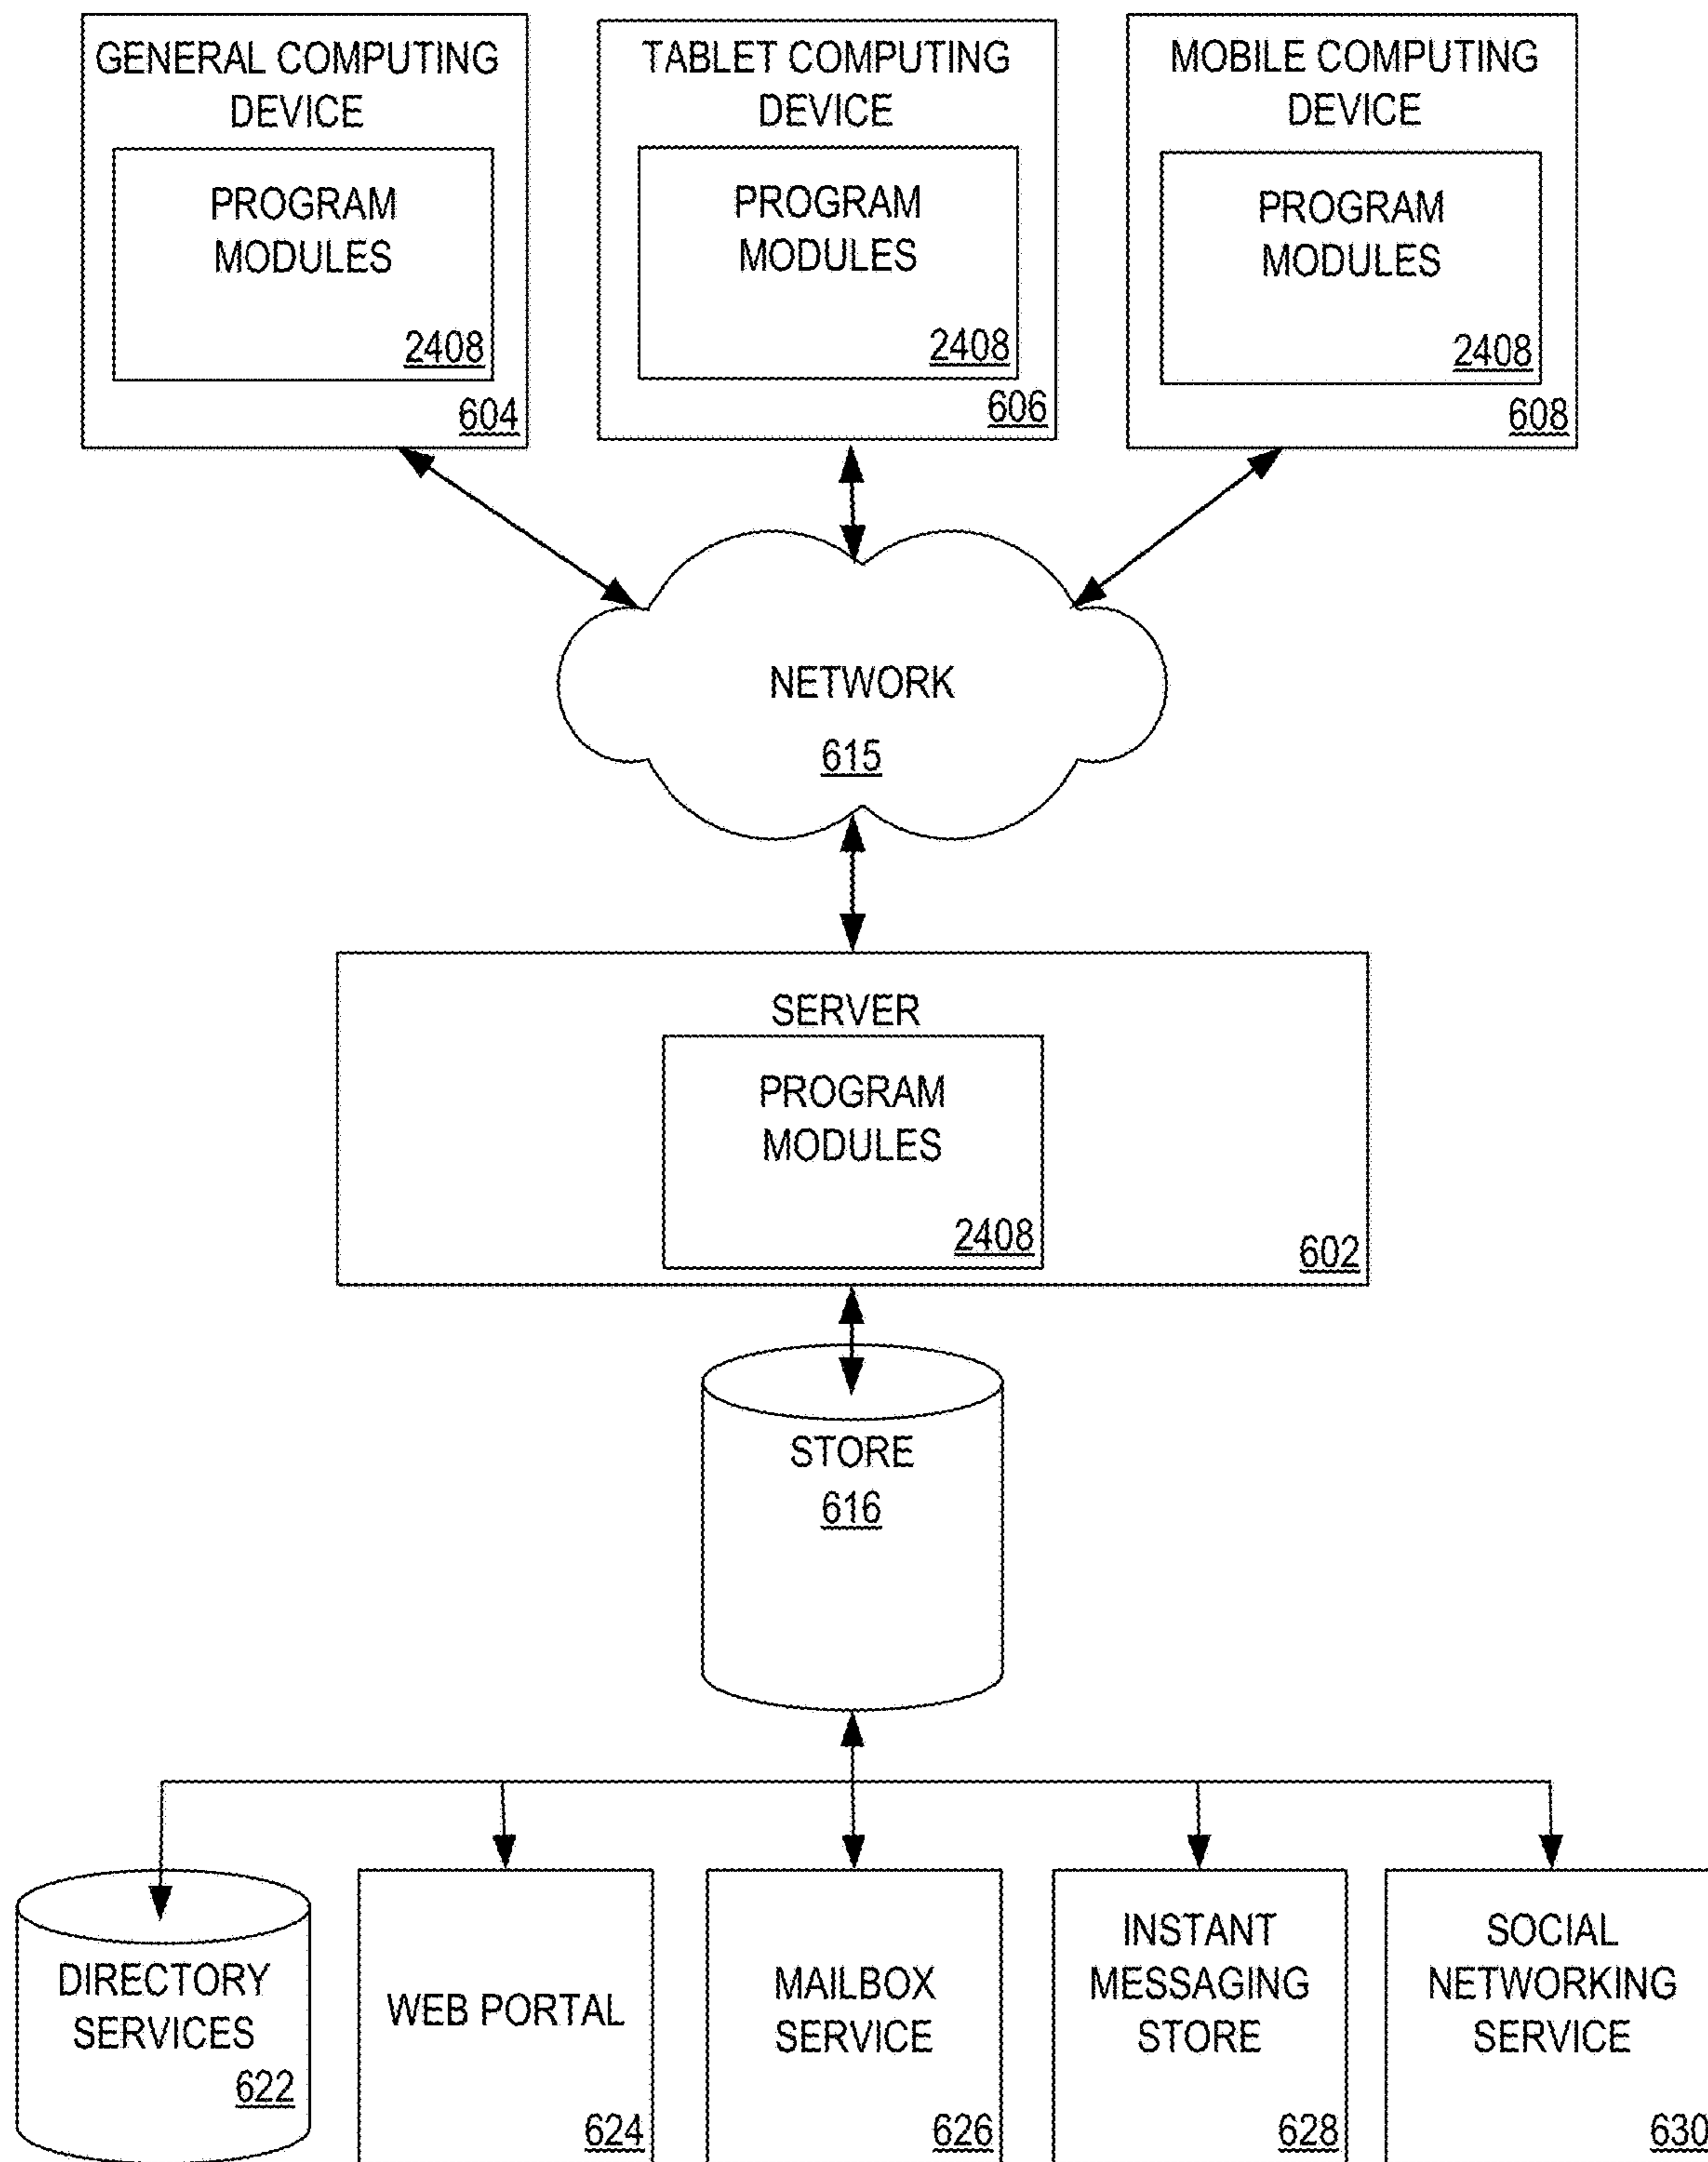 GENERAL COMPUTING
DEVICE
PROGRAM
MODULES
2408
604
TABLET COMPUTING
DEVICE
PROGRAM
MODULES
2408
606
MOBILE COMPUTING
DEVICE
PROGRAM
MODULES
2408
608
NETWORK
615
SERVER
PROGRAM
MODULES
2408
602
STORE
616
DIRECTORY
SERVICES
622
WEB PORTAL
624
MAILBOX
SERVICE
626
INSTANT
MESSAGING
STORE
628
SOCIAL
NETWORKING
SERVICE
630